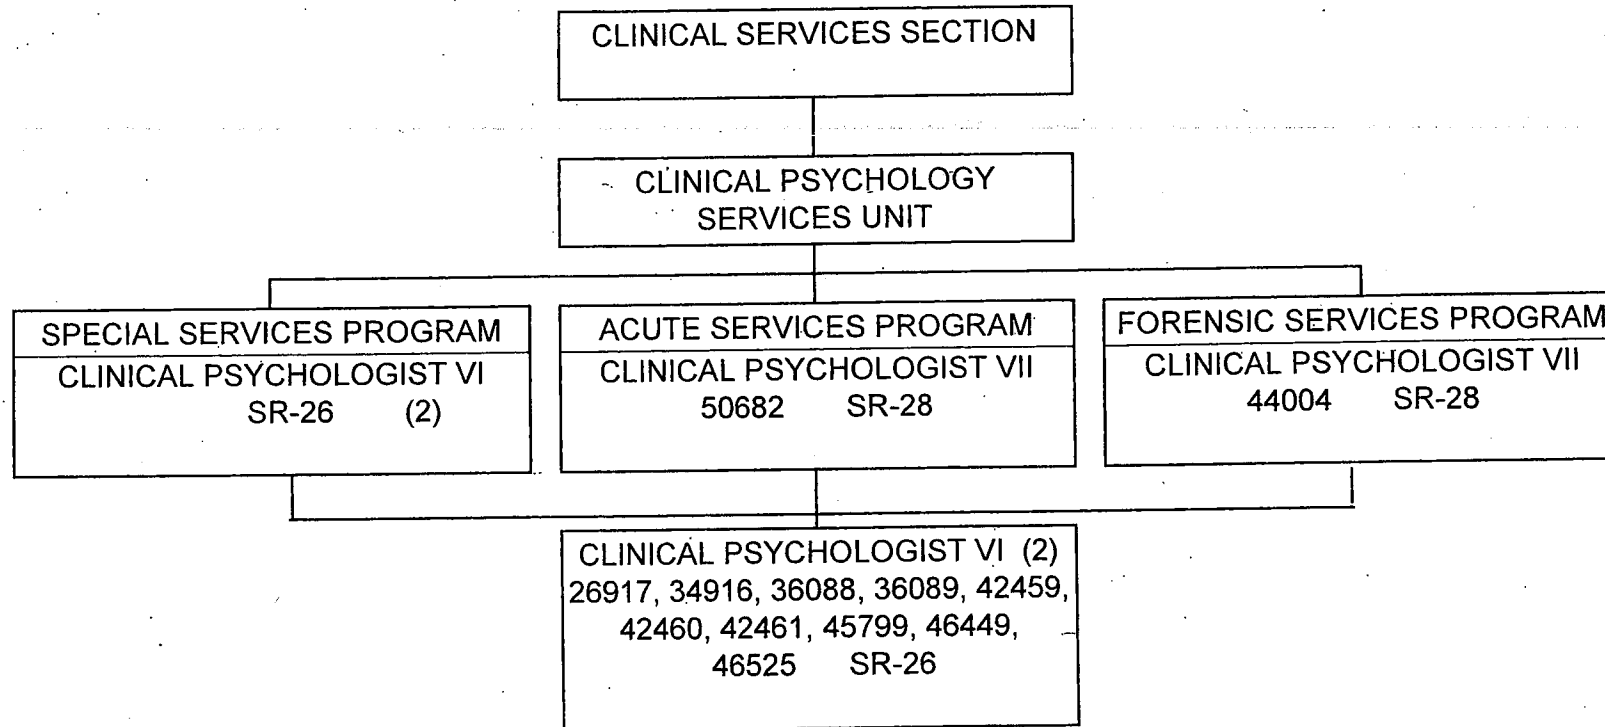 CLINICAL SERVICES SECTION
CLINICAL PSYCHOLOGY
SERVICES UNIT
SPECIAL SERVICES PROGRAM
CLINICAL PSYCHOLOGIST VI
SR-26 (2)
ACUTE SERVICES PROGRAM
CLINICAL PSYCHOLOGIST VII
50682 SR-28
FORENSIC SERVICES PROGRAM
CLINICAL PSYCHOLOGIST VII
44004 SR-28
CLINICAL PSYCHOLOGIST VI (2)
26917, 34916, 36088, 36089, 42459,
42460, 42461, 45799, 46449,
46525 SR-26